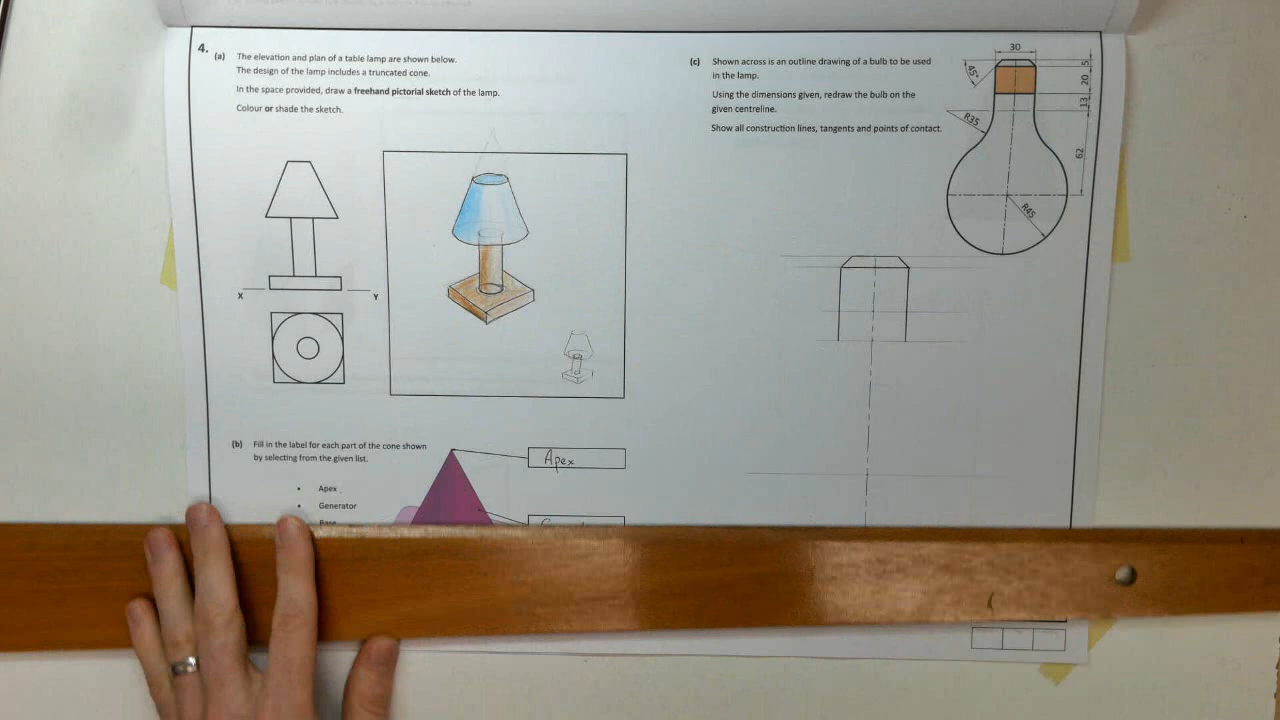 4.
(a) The elevation and plan of a table lamp are shown below.
The design of the lamp includes a truncated cone.
In the space provided, draw a freehand pictorial sketch of the lamp.
Colour or shade the sketch.
X
Y
(b) Fill in the label for each part of the cone shown
by selecting from the given list.
• Apex
• Generator
Base
Apex
(c) Shown across is an outline drawing of a bulb to be used
in the lamp.
Using the dimensions given, redraw the bulb on the
given centreline.
Show all construction lines, tangents and points of contact.
30
45°
5
20
13
R35
62
R45